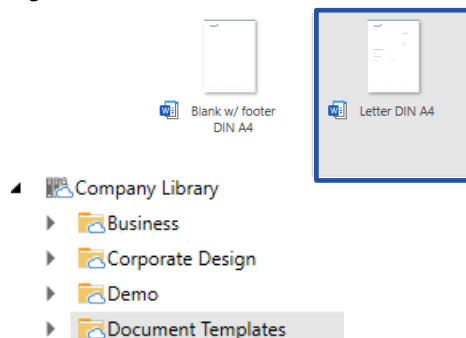 Blank w/ footer
DIN A4
Letter DIN A4
Company Library
Business
Corporate Design
Demo
Document Templates